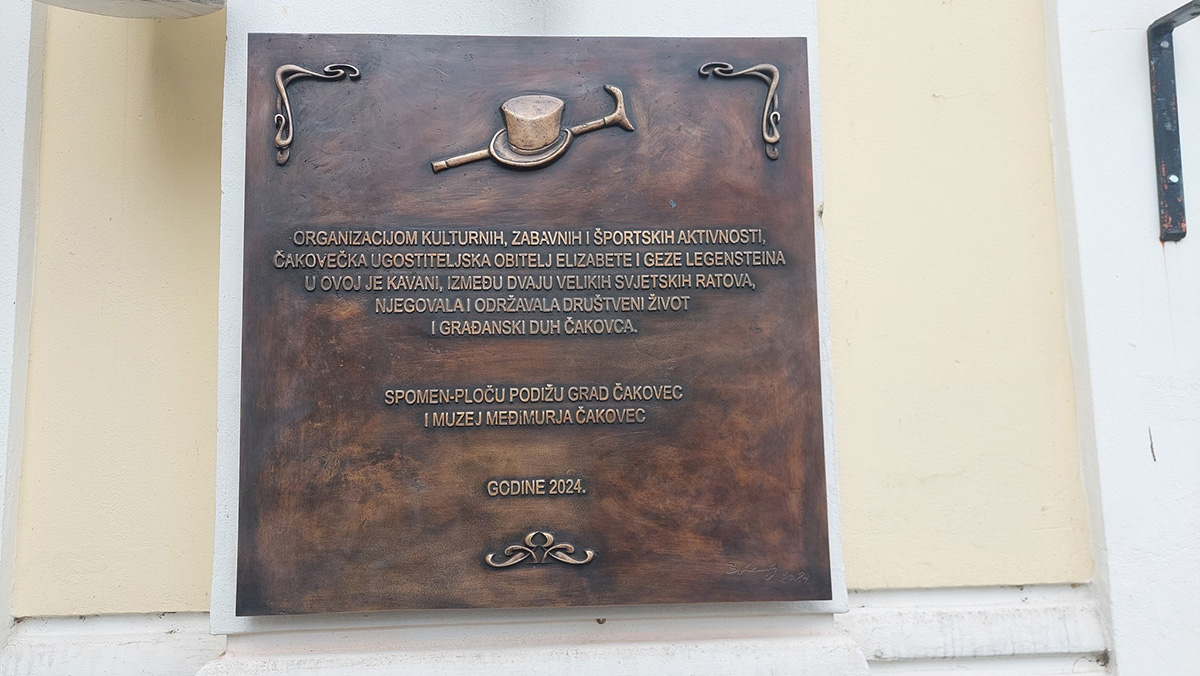 ORGANIZACIJOM KULTURNIH, ZABAVNIH I ŠPORTSKIH AKTIVNOSTI,
ČAKOVEČKA UGOSTITELJSKA OBITELJ ELIZABETE I GEZE LEGENSTEINA
U OVOJ JE KAVANI, IZMEĐU DVAJU VELIKIH SVJETSKIH RATOVA,
NJEGOVALA I ODRŽAVALA DRUŠTVENI ŽIVOT
I GRAĐANSKI DUH ČAKOVCA.
SPOMEN-PLOČU PODIŽU GRAD ČAKOVEC
I MUZEJ MEĐIMURJA ČAKOVEC
GODINE 2024.